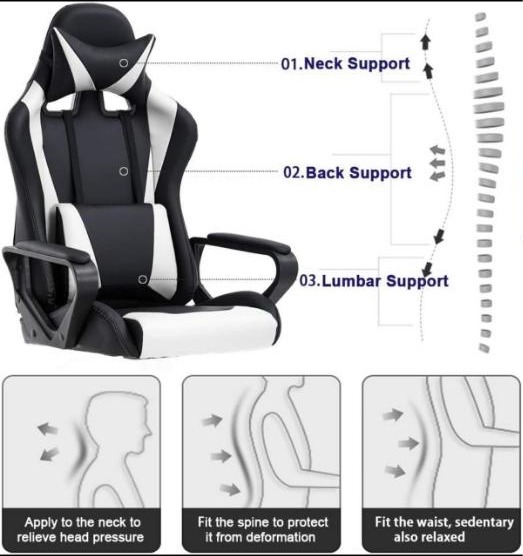 01.Neck Support
02.Back Support
03.Lumbar Support
Apply to the neck to
relieve head pressure
Fit the spine to protect
it from deformation
Fit the waist, sedentary
also relaxed